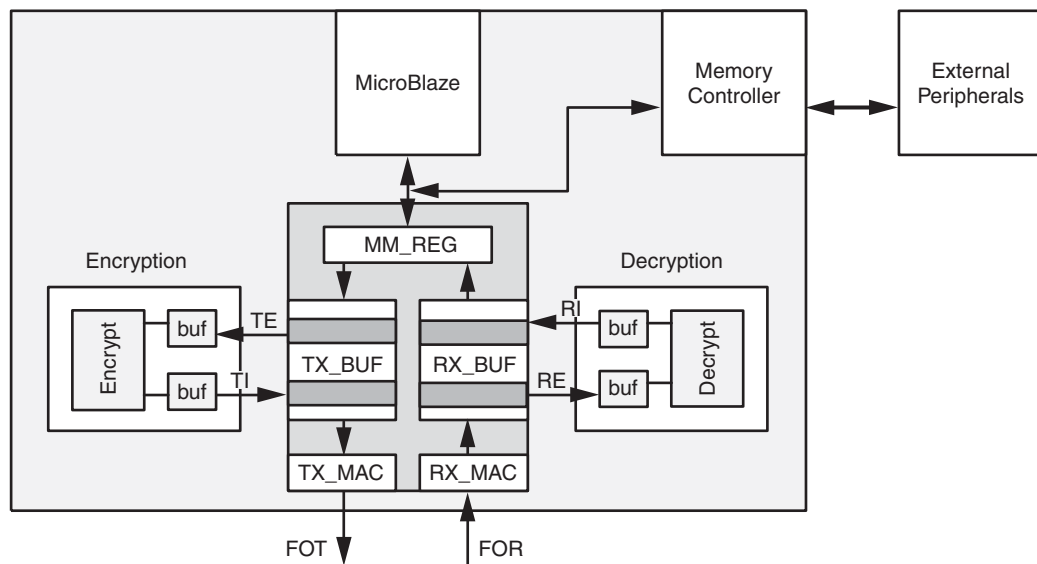 MicroBlaze
Memory
Controller
External
Peripherals
MM_REG
Encryption
Decryption
Encrypt
buf
TE
buf
TI
TX_BUF
RX_BUF
RI
buf
RE
buf
Decrypt
TX_MAC
RX_MAC
FOT
FOR